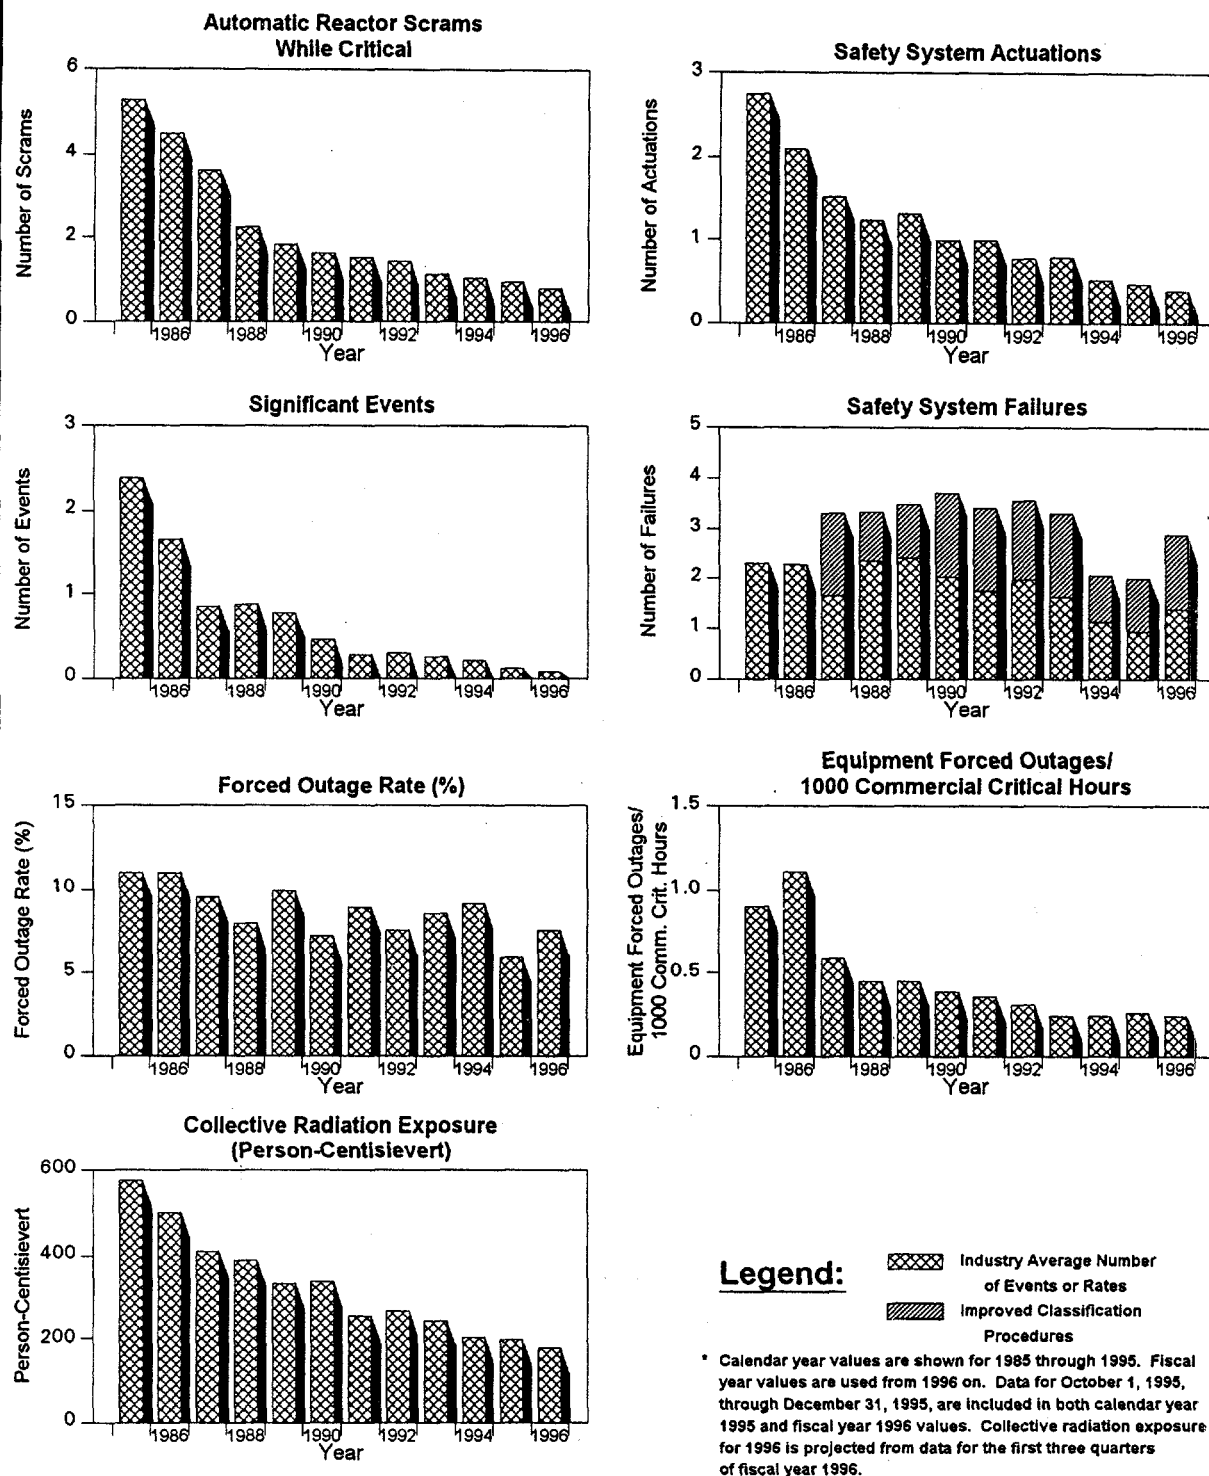 Automatic Reactor Scrams
While Critical
Number of Scrams
6
4
2
0
1986
1988
1990
1992
1994
1996
Year
Safety System Actuations
Number of Actuations
3
2
1
0
1986
1988
1990
1992
1994
1996
Year
Significant Events
Number of Events
3
2
1
0
1986
1988
1990
1992
1994
1996
Year
Safety System Failures
Number of Failures
5
4
3
2
1
0
1986
1988
1990
1992
1994
1996
Year
Forced Outage Rate (%)
Forced Outage Rate (%)
15
10
5
0
1986
1988
1990
1992
1994
1996
Year
Equipment Forced Outages/
1000 Commercial Critical Hours
Equipment Forced Outages/
1000 Comm. Crit. Hours
1.5
1.0
0.5
0
1986
1988
1990
1992
1994
1996
Year
Collective Radiation Exposure
(Person-Centisievert)
Person-Centisievert
600
400
200
0
1986
1988
1990
1992
1994
1996
Year
Legend:
Industry Average Number
of Events or Rates
Improved Classification
Procedures
* Calendar year values are shown for 1985 through 1995. Fiscal
year values are used from 1996 on. Data for October 1, 1995,
through December 31, 1995, are included in both calendar year
1995 and fiscal year 1996 values. Collective radiation exposure
for 1996 is projected from data for the first three quarters
of fiscal year 1996.